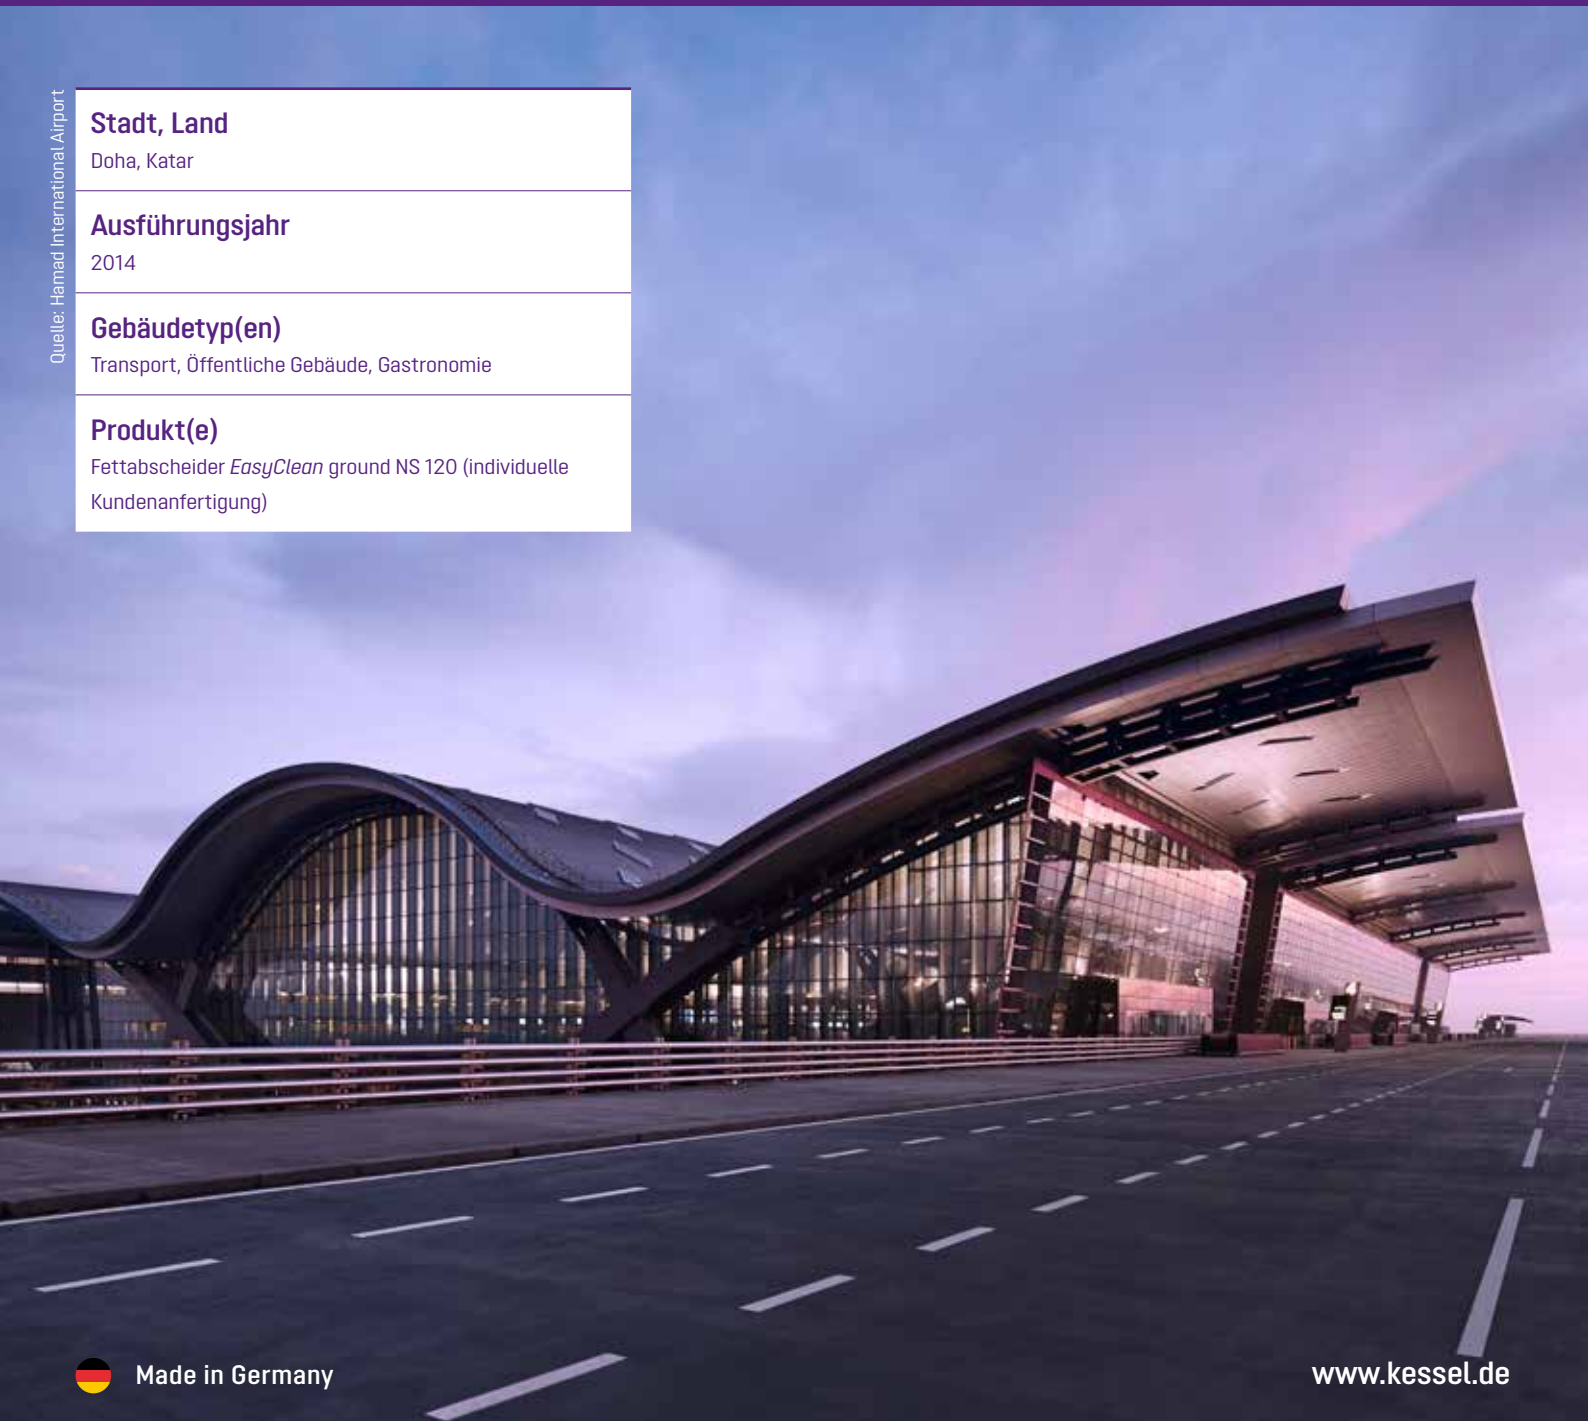 Quelle: Hamad International Airport
Stadt, Land
Doha, Katar
Ausführungsjahr
2014
Gebäudetyp(en)
Transport, Öffentliche Gebäude, Gastronomie
Produkt(e)
Fettabscheider EasyClean ground NS 120 (individuelle
Kundenanfertigung)
Made in Germany
www.kessel.de